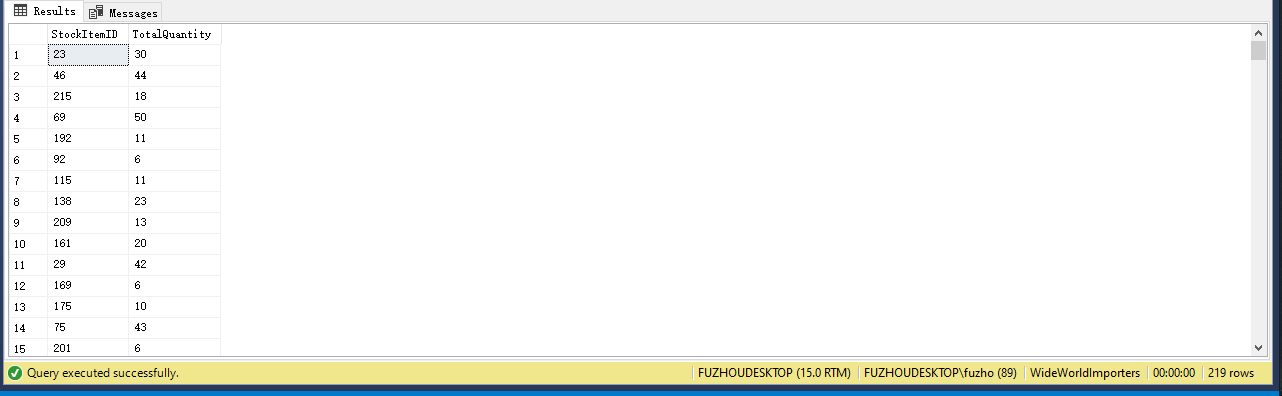 Results Messages
StockItemID TotalQuantity
1 23 30
2 46 44
3 215 18
4 69 50
5 192 11
6 92 6
7 115 11
8 138 23
9 209 13
10 161 20
11 29 42
12 169 6
13 175 10
14 75 43
15 201 6
Query executed successfully. FUZHOUDESKTOP (15.0 RTM) FUZHOUDESKTOP\fuzho (89) WideWorldImporters 00:00:00 219 rows